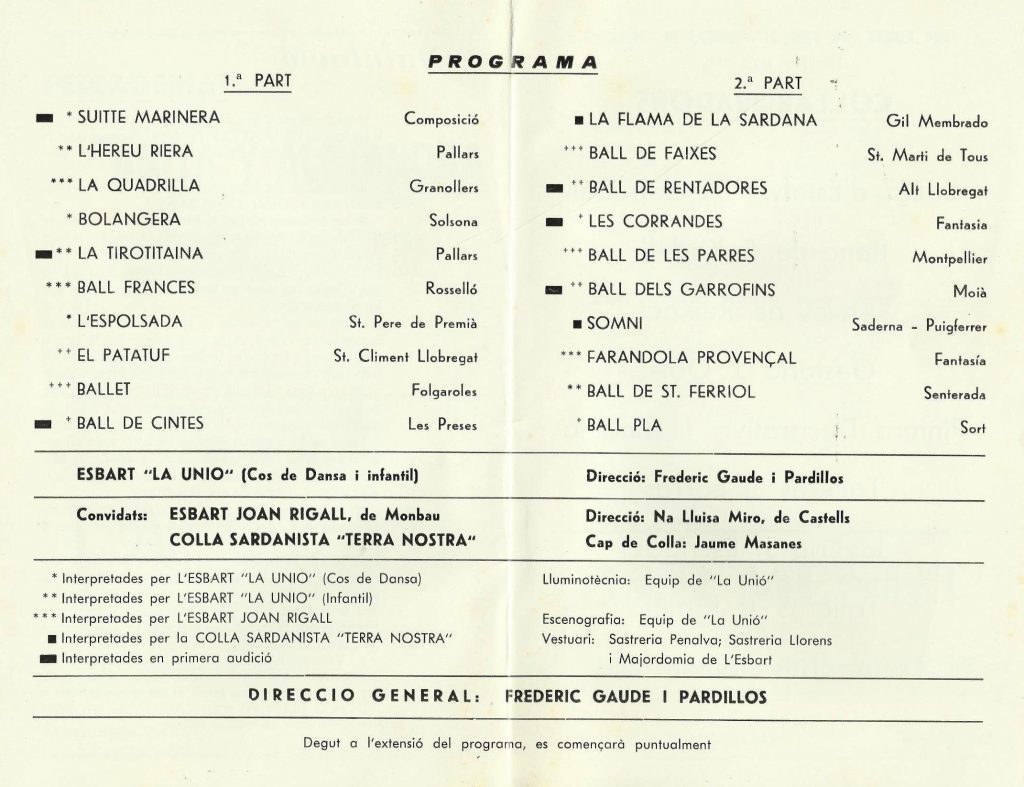 PROGRAMA
1.ª PART
▬ * SUITTE MARINERA Composició
** L'HEREU RIERA Pallars
*** LA QUADRILLA Granollers
* BOLANGERA Solsona
▬ ** LA TIROTITAINA Pallars
*** BALL FRANCES Rosselló
* L'ESPOLSADA St. Pere de Premià
++ EL PATATUF St. Climent Llobregat
+++ BALLET Folgaroles
▬ + BALL DE CINTES Les Preses
2.ª PART
■ LA FLAMA DE LA SARDANA Gil Membrado
+++ BALL DE FAIXES St. Marti de Tous
▬ ++ BALL DE RENTADORES Alt Llobregat
▬ + LES CORRANDES Fantasia
+++ BALL DE LES PARRES Montpellier
▬ ++ BALL DELS GARROFINS Moià
■ SOMNI Saderna - Puigferrer
*** FARANDOLA PROVENÇAL Fantasía
** BALL DE ST. FERRIOL Senterada
+ BALL PLA Sort
ESBART "LA UNIO" (Cos de Dansa i infantil) Direcció: Frederic Gaude i Pardillos
Convidats: ESBART JOAN RIGALL, de Monbau Direcció: Na Lluisa Miro, de Castells
COLLA SARDANISTA "TERRA NOSTRA" Cap de Colla: Jaume Masanes
* Interpretades per L'ESBART "LA UNIO" (Cos de Dansa)
** Interpretades per L'ESBART "LA UNIO" (Infantil)
*** Interpretades per L'ESBART JOAN RIGALL
■ Interpretades per la COLLA SARDANISTA "TERRA NOSTRA"
▬ Interpretades en primera audició
Lluminotècnia: Equip de "La Unió"
Escenografia: Equip de "La Unió"
Vestuari: Sastreria Penalva; Sastreria Llorens
i Majordomia de L'Esbart
DIRECCIO GENERAL: FREDERIC GAUDE I PARDILLOS
Degut a l'extensió del programa, es començarà puntualment